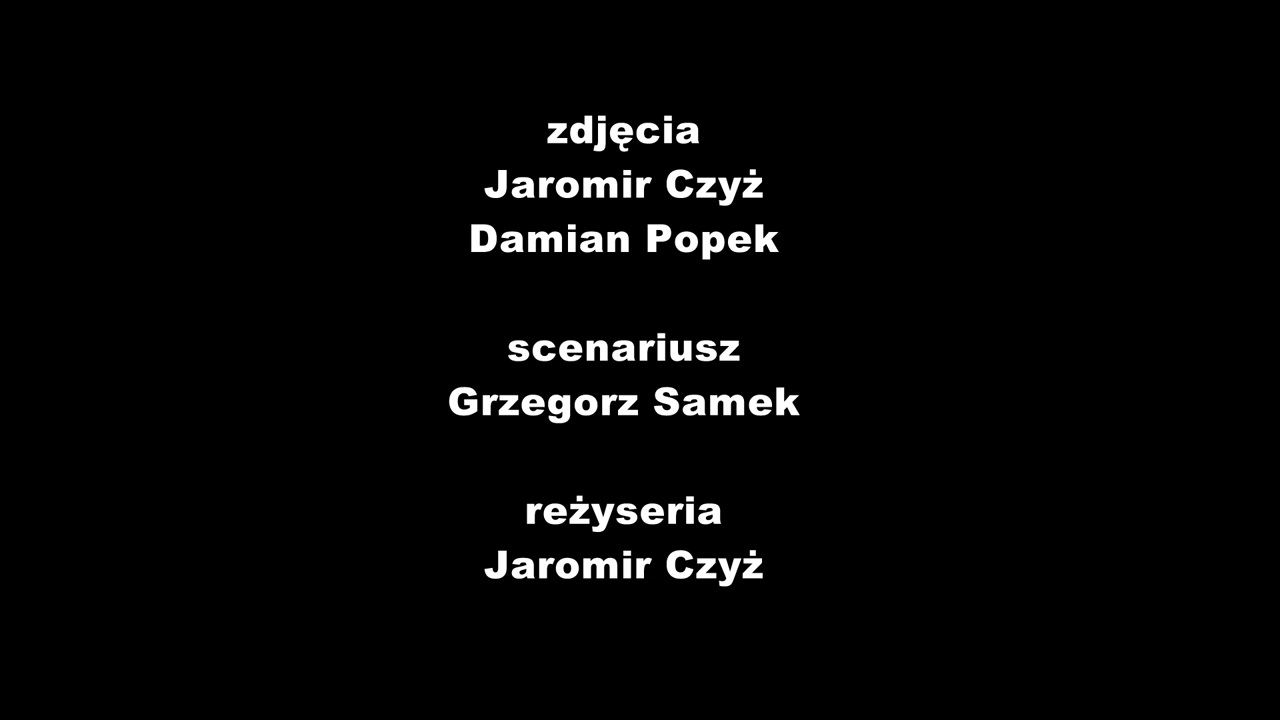 zdjęcia
Jaromir Czyż
Damian Popek
scenariusz
Grzegorz Samek
reżyseria
Jaromir Czyż